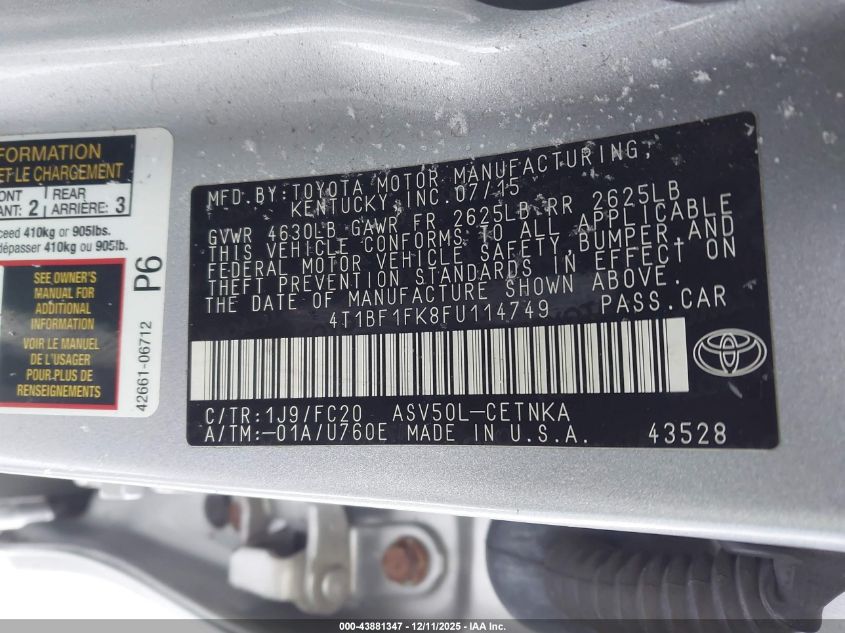 FORMATION
ET LE CHARGEMENT
ONT
ANT: 2
REAR
ARRIÈRE: 3
ceed 410kg or 905lbs.
dépasser 410kg ou 905lb.
SEE OWNER'S
MANUAL FOR
ADDITIONAL
INFORMATION
VOIR LE MANUEL
DE L'USAGER
POUR PLUS DE
RENSEIGNEMENTS
P6
42661-06712
MFD.BY:TOYOTA MOTOR MANUFACTURING,
KENTUCKY, INC.07/15
GVWR 4630LB GAWR FR 2625LB RR 2625LB
THIS VEHICLE CONFORMS TO ALL APPLICABLE
FEDERAL MOTOR VEHICLE SAFETY,BUMPER,AND
THEFT PREVENTION STANDARDS IN EFFECT ON
THE DATE OF MANUFACTURE SHOWN ABOVE.
4T1BF1FK8FU114749 PASS.CAR
C/TR:1J9/FC20 ASV50L-CETNKA
A/TM:-01A/U760E MADE IN U.S.A. 43528
000-43881347 - 12/11/2025 - IAA Inc.